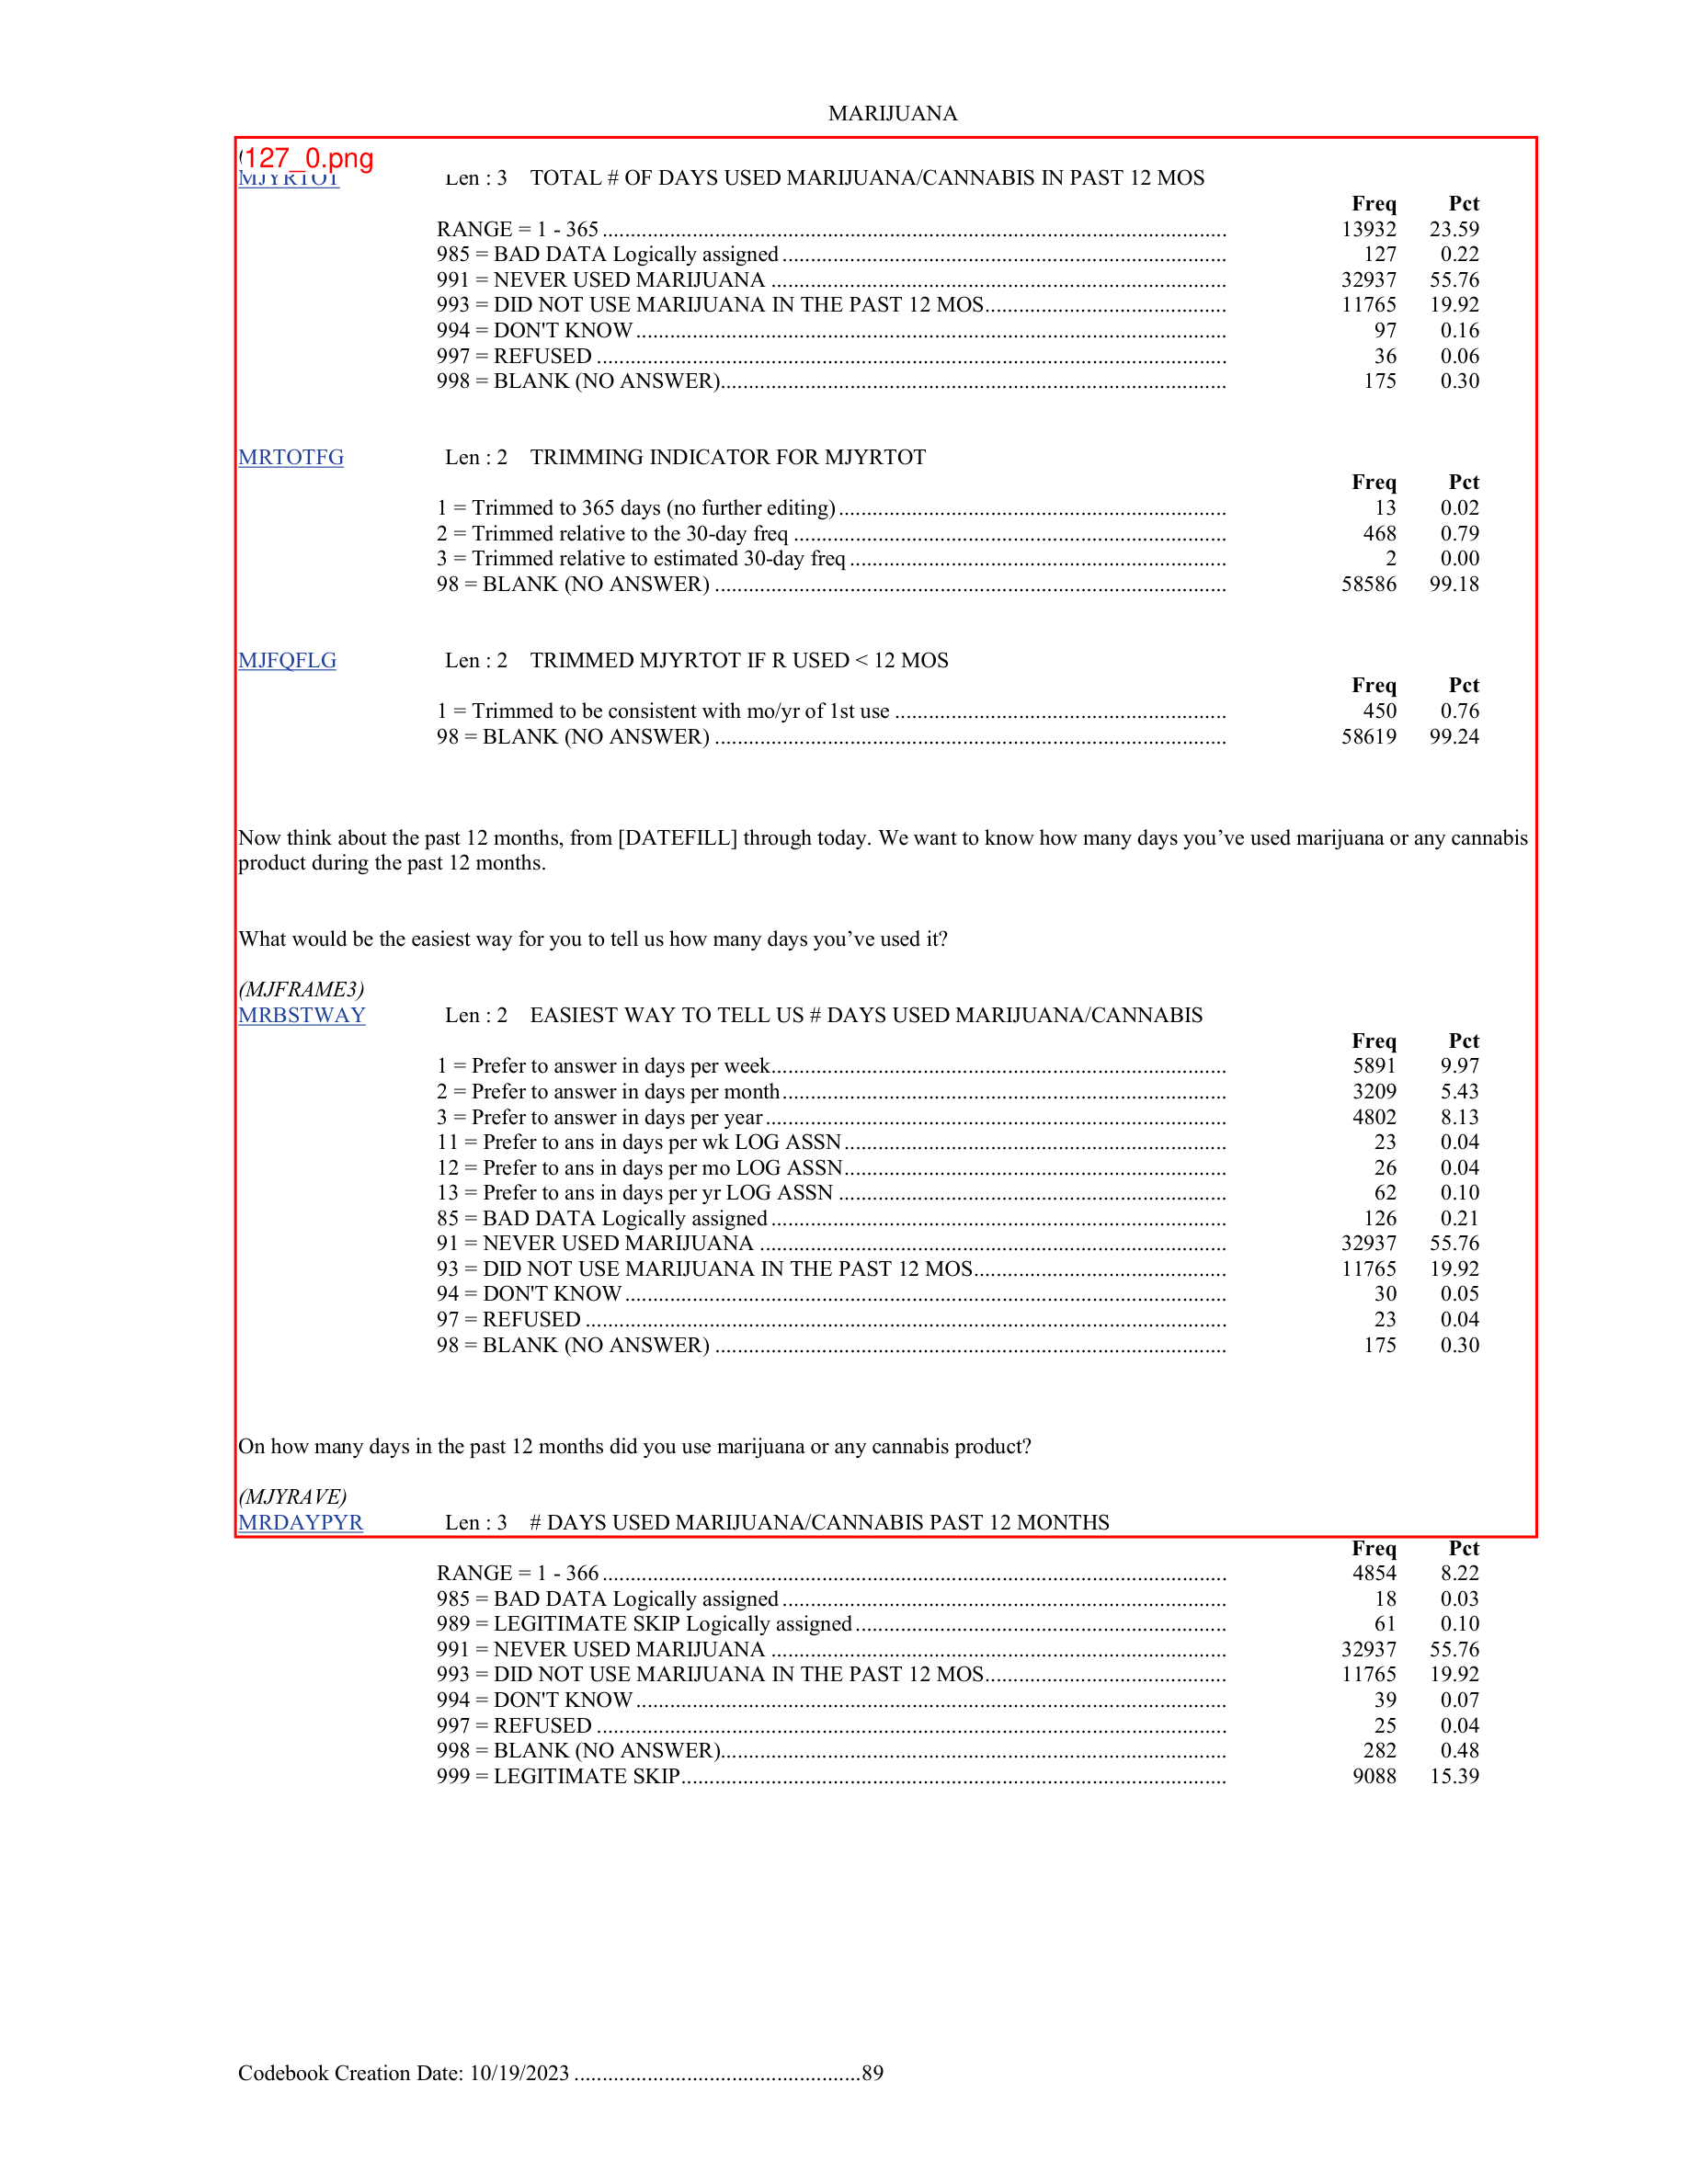 MARIJUANA
127_0.png
MJYRTOT Len : 3 TOTAL # OF DAYS USED MARIJUANA/CANNABIS IN PAST 12 MOS
Freq Pct
RANGE = 1 - 365 13932 23.59
985 = BAD DATA Logically assigned 127 0.22
991 = NEVER USED MARIJUANA 32937 55.76
993 = DID NOT USE MARIJUANA IN THE PAST 12 MOS 11765 19.92
994 = DON'T KNOW 97 0.16
997 = REFUSED 36 0.06
998 = BLANK (NO ANSWER) 175 0.30
MRTOTFG Len : 2 TRIMMING INDICATOR FOR MJYRTOT
Freq Pct
1 = Trimmed to 365 days (no further editing) 13 0.02
2 = Trimmed relative to the 30-day freq 468 0.79
3 = Trimmed relative to estimated 30-day freq 2 0.00
98 = BLANK (NO ANSWER) 58586 99.18
MJFQFLG Len : 2 TRIMMED MJYRTOT IF R USED < 12 MOS
Freq Pct
1 = Trimmed to be consistent with mo/yr of 1st use 450 0.76
98 = BLANK (NO ANSWER) 58619 99.24
Now think about the past 12 months, from [DATEFILL] through today. We want to know how many days you’ve used marijuana or any cannabis
product during the past 12 months.
What would be the easiest way for you to tell us how many days you’ve used it?
(MJFRAME3)
MRBSTWAY Len : 2 EASIEST WAY TO TELL US # DAYS USED MARIJUANA/CANNABIS
Freq Pct
1 = Prefer to answer in days per week 5891 9.97
2 = Prefer to answer in days per month 3209 5.43
3 = Prefer to answer in days per year 4802 8.13
11 = Prefer to ans in days per wk LOG ASSN 23 0.04
12 = Prefer to ans in days per mo LOG ASSN 26 0.04
13 = Prefer to ans in days per yr LOG ASSN 62 0.10
85 = BAD DATA Logically assigned 126 0.21
91 = NEVER USED MARIJUANA 32937 55.76
93 = DID NOT USE MARIJUANA IN THE PAST 12 MOS 11765 19.92
94 = DON'T KNOW 30 0.05
97 = REFUSED 23 0.04
98 = BLANK (NO ANSWER) 175 0.30
On how many days in the past 12 months did you use marijuana or any cannabis product?
(MJYRAVE)
MRDAYPYR Len : 3 # DAYS USED MARIJUANA/CANNABIS PAST 12 MONTHS
Freq Pct
RANGE = 1 - 366 4854 8.22
985 = BAD DATA Logically assigned 18 0.03
989 = LEGITIMATE SKIP Logically assigned 61 0.10
991 = NEVER USED MARIJUANA 32937 55.76
993 = DID NOT USE MARIJUANA IN THE PAST 12 MOS 11765 19.92
994 = DON'T KNOW 39 0.07
997 = REFUSED 25 0.04
998 = BLANK (NO ANSWER) 282 0.48
999 = LEGITIMATE SKIP 9088 15.39
Codebook Creation Date: 10/19/2023 89